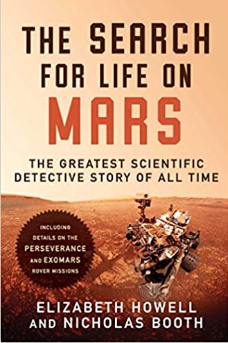 THE SEARCH
FOR LIFE ON
MARS
THE GREATEST SCIENTIFIC
DETECTIVE STORY OF ALL TIME
INCLUDING
DETAILS ON THE
PERSEVERANCE
AND EXOMARS
ROVER MISSIONS
ELIZABETH HOWELL
AND NICHOLAS BOOTH